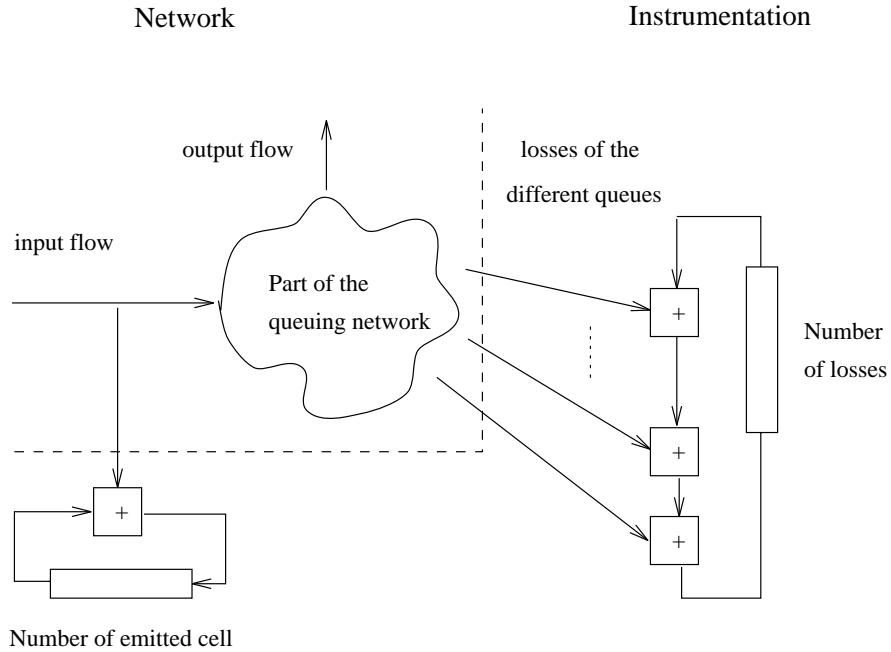 Network
Instrumentation
output flow
losses of the
different queues
input flow
Part of the
queuing network
+
Number
of losses
+
+
+
Number of emitted cell